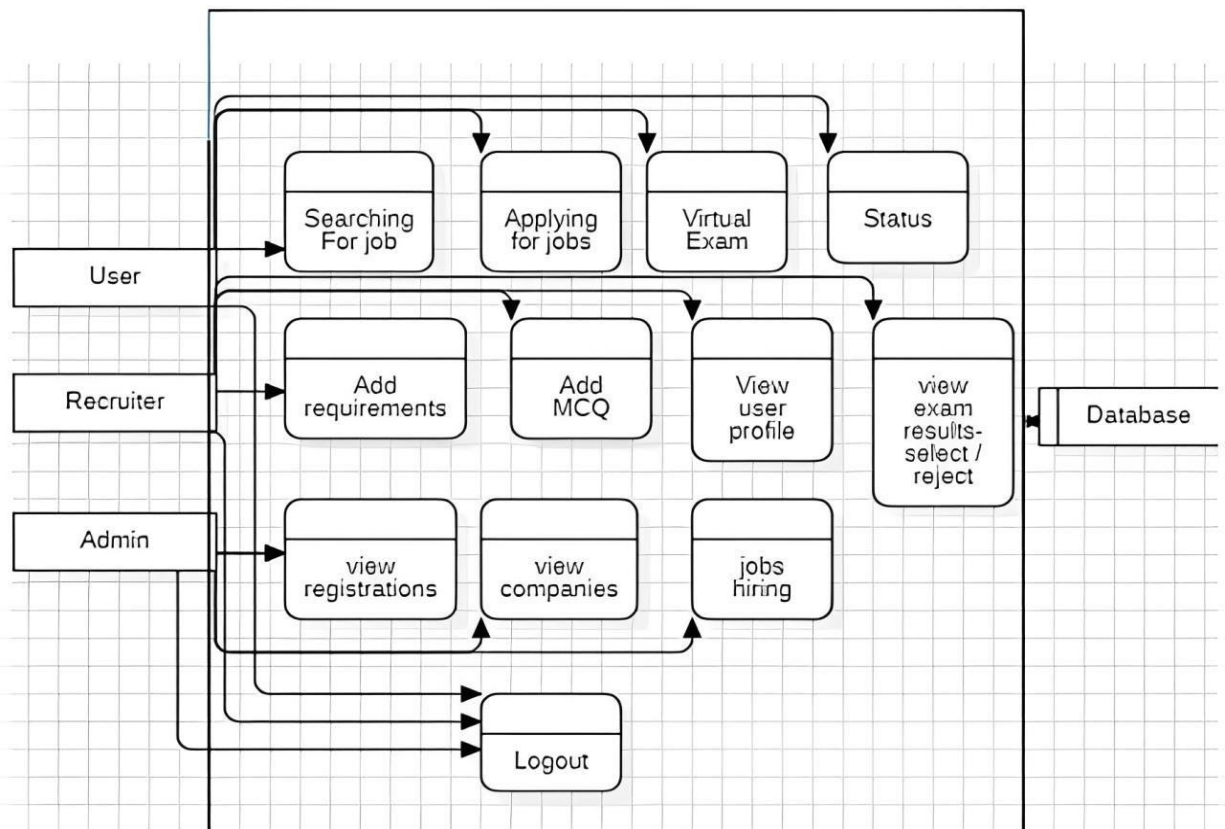 Searching
For job
Applying
for jobs
Virtual
Exam
Status
User
Add
requirements
Add
MCQ
View
user
profile
view
exam
results-
select /
reject
Recruiter
Database
Admin
view
registrations
view
companies
jobs
hiring
Logout